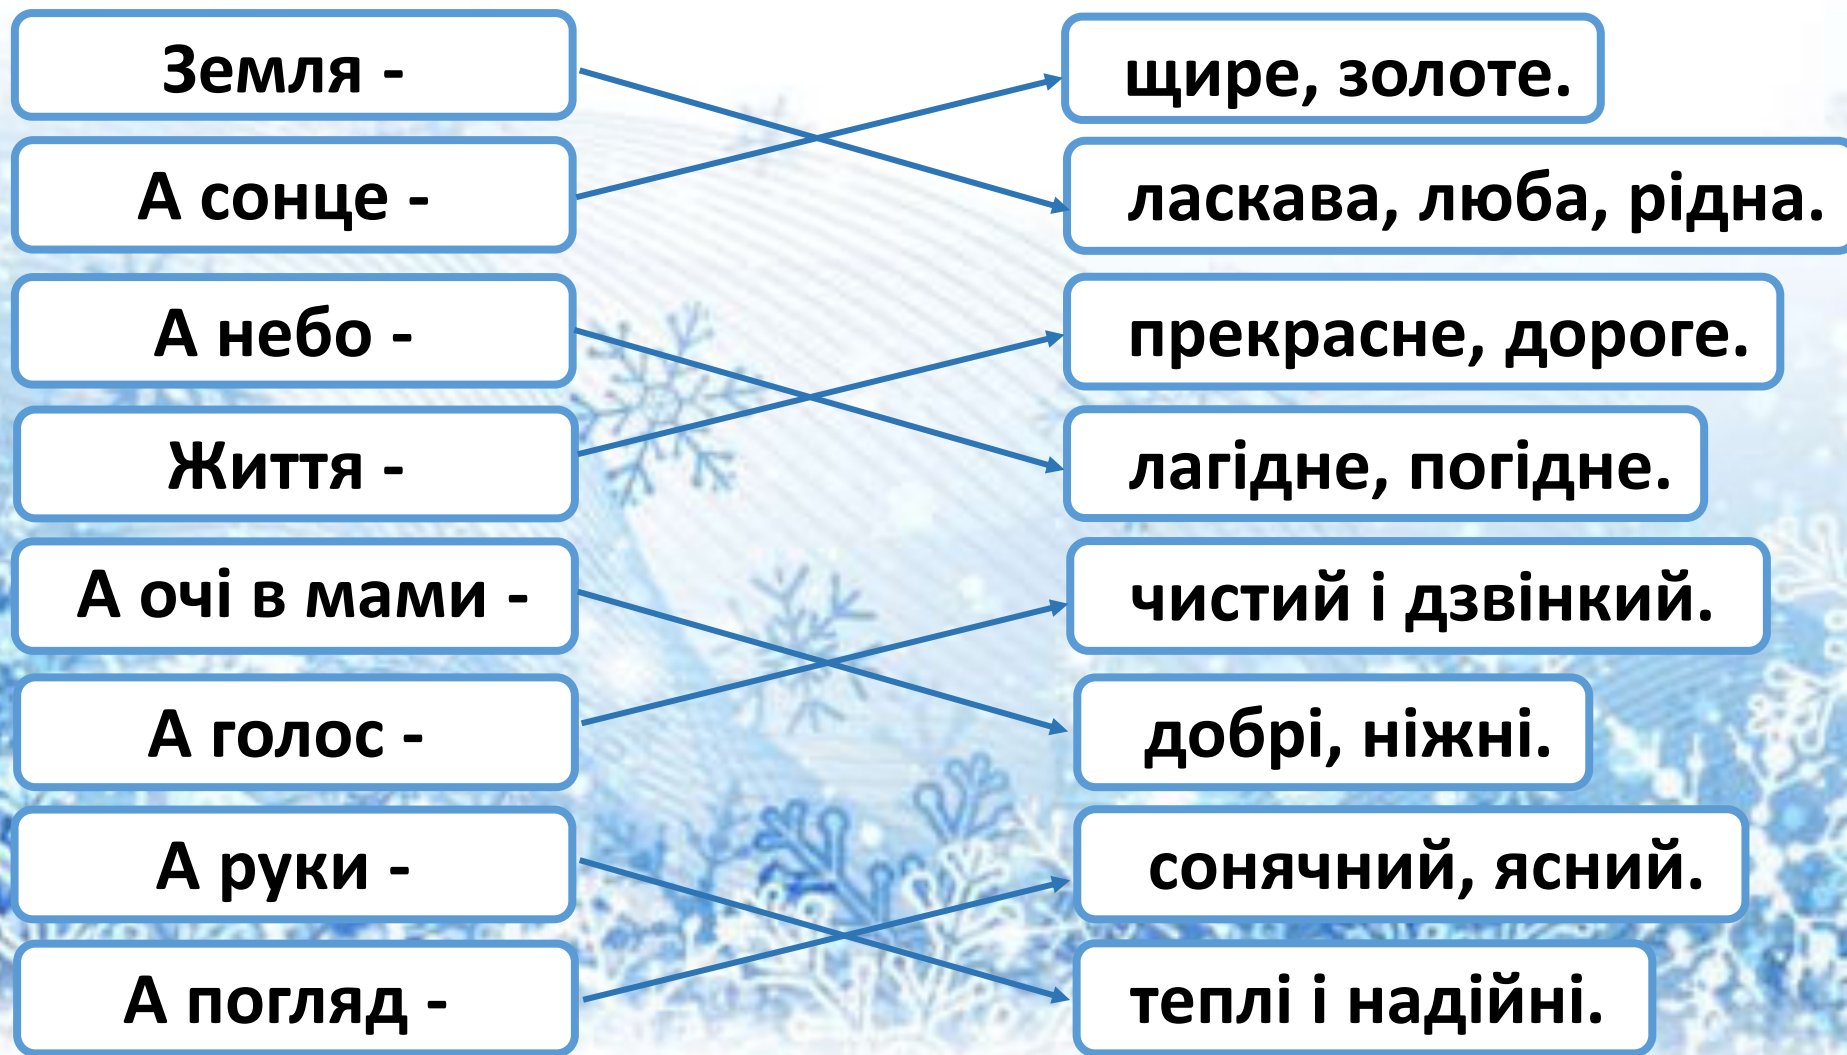 Земля -
щире, золоте.
А сонце -
ласкава, люба, рідна.
А небо -
прекрасне, дороге.
Життя -
лагідне, погідне.
А очі в мами -
чистий і дзвінкий.
А голос -
добрі, ніжні.
А руки -
сонячний, ясний.
А погляд -
теплі і надійні.